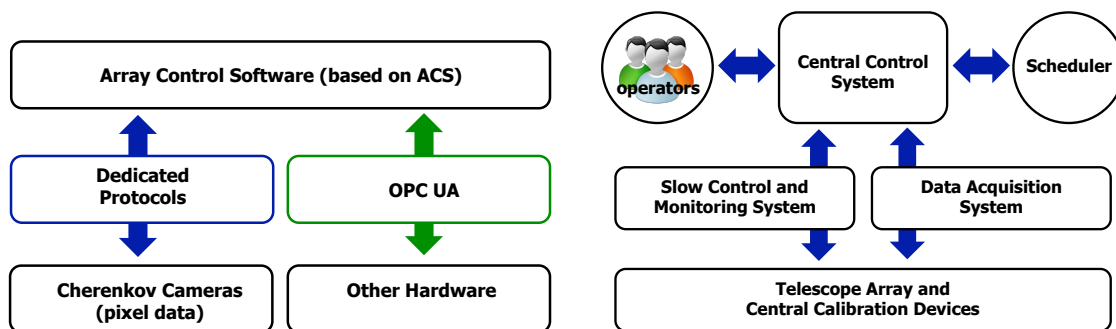 Array Control Software (based on ACS)
Dedicated
Protocols
OPC UA
Cherenkov Cameras
(pixel data)
Other Hardware
operators
Central Control
System
Scheduler
Slow Control and
Monitoring System
Data Acquisition
System
Telescope Array and
Central Calibration Devices